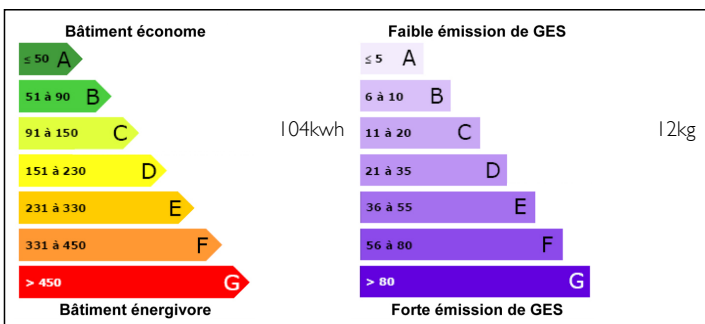 Bâtiment économe
≤ 50 A
51 à 90 B
91 à 150 C
104kwh
151 à 230 D
231 à 330 E
331 à 450 F
> 450 G
Bâtiment énergivore
Faible émission de GES
≤ 5 A
6 à 10 B
11 à 20 C
12kg
21 à 35 D
36 à 55 E
56 à 80 F
> 80 G
Forte émission de GES